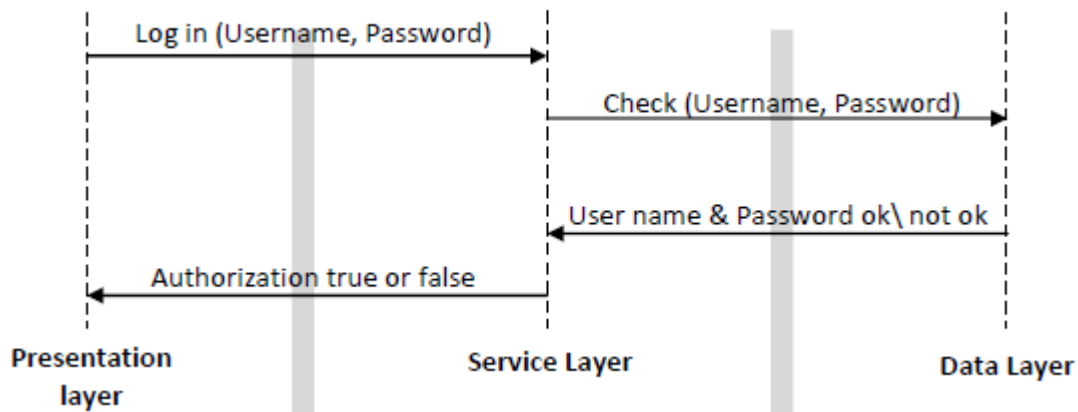 Log in (Username, Password)
Check (Username, Password)
User name & Password ok\ not ok
Authorization true or false
Presentation
layer
Service Layer
Data Layer